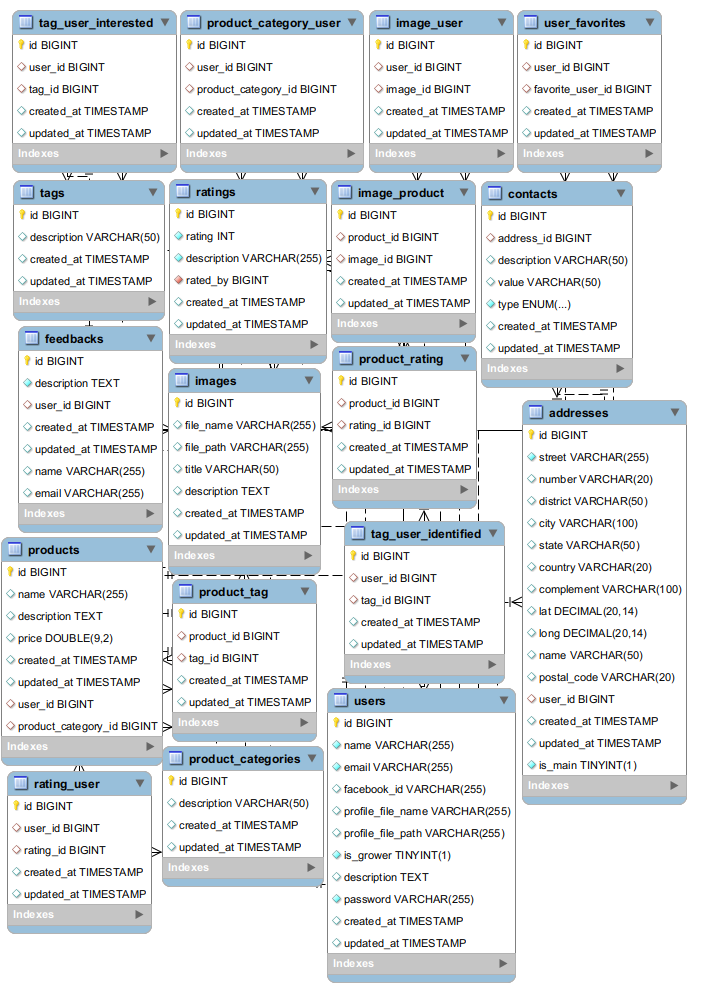 tag_user_interested
id BIGINT
user_id BIGINT
tag_id BIGINT
created_at TIMESTAMP
updated_at TIMESTAMP
Indexes
product_category_user
id BIGINT
user_id BIGINT
product_category_id BIGINT
created_at TIMESTAMP
updated_at TIMESTAMP
Indexes
image_user
id BIGINT
user_id BIGINT
image_id BIGINT
created_at TIMESTAMP
updated_at TIMESTAMP
Indexes
user_favorites
id BIGINT
user_id BIGINT
favorite_user_id BIGINT
created_at TIMESTAMP
updated_at TIMESTAMP
Indexes
tags
id BIGINT
description VARCHAR(50)
created_at TIMESTAMP
updated_at TIMESTAMP
Indexes
ratings
id BIGINT
rating INT
description VARCHAR(255)
rated_by BIGINT
created_at TIMESTAMP
updated_at TIMESTAMP
Indexes
image_product
id BIGINT
product_id BIGINT
image_id BIGINT
created_at TIMESTAMP
updated_at TIMESTAMP
Indexes
contacts
id BIGINT
address_id BIGINT
description VARCHAR(50)
value VARCHAR(50)
type ENUM(...)
created_at TIMESTAMP
updated_at TIMESTAMP
Indexes
feedbacks
id BIGINT
description TEXT
user_id BIGINT
created_at TIMESTAMP
updated_at TIMESTAMP
name VARCHAR(255)
email VARCHAR(255)
Indexes
images
id BIGINT
file_name VARCHAR(255)
file_path VARCHAR(255)
title VARCHAR(50)
description TEXT
created_at TIMESTAMP
updated_at TIMESTAMP
Indexes
product_rating
id BIGINT
product_id BIGINT
rating_id BIGINT
created_at TIMESTAMP
updated_at TIMESTAMP
Indexes
addresses
id BIGINT
street VARCHAR(255)
number VARCHAR(20)
district VARCHAR(50)
city VARCHAR(100)
state VARCHAR(50)
country VARCHAR(20)
complement VARCHAR(100)
lat DECIMAL(20,14)
long DECIMAL(20,14)
name VARCHAR(50)
postal_code VARCHAR(20)
user_id BIGINT
created_at TIMESTAMP
updated_at TIMESTAMP
is_main TINYINT(1)
Indexes
products
id BIGINT
name VARCHAR(255)
description TEXT
price DOUBLE(9,2)
created_at TIMESTAMP
updated_at TIMESTAMP
user_id BIGINT
product_category_id BIGINT
Indexes
product_tag
id BIGINT
product_id BIGINT
tag_id BIGINT
created_at TIMESTAMP
updated_at TIMESTAMP
Indexes
tag_user_identified
id BIGINT
user_id BIGINT
tag_id BIGINT
created_at TIMESTAMP
updated_at TIMESTAMP
Indexes
rating_user
id BIGINT
user_id BIGINT
rating_id BIGINT
created_at TIMESTAMP
updated_at TIMESTAMP
Indexes
product_categories
id BIGINT
description VARCHAR(50)
created_at TIMESTAMP
updated_at TIMESTAMP
Indexes
users
id BIGINT
name VARCHAR(255)
email VARCHAR(255)
facebook_id VARCHAR(255)
profile_file_name VARCHAR(255)
profile_file_path VARCHAR(255)
is_grower TINYINT(1)
description TEXT
password VARCHAR(255)
created_at TIMESTAMP
updated_at TIMESTAMP
Indexes